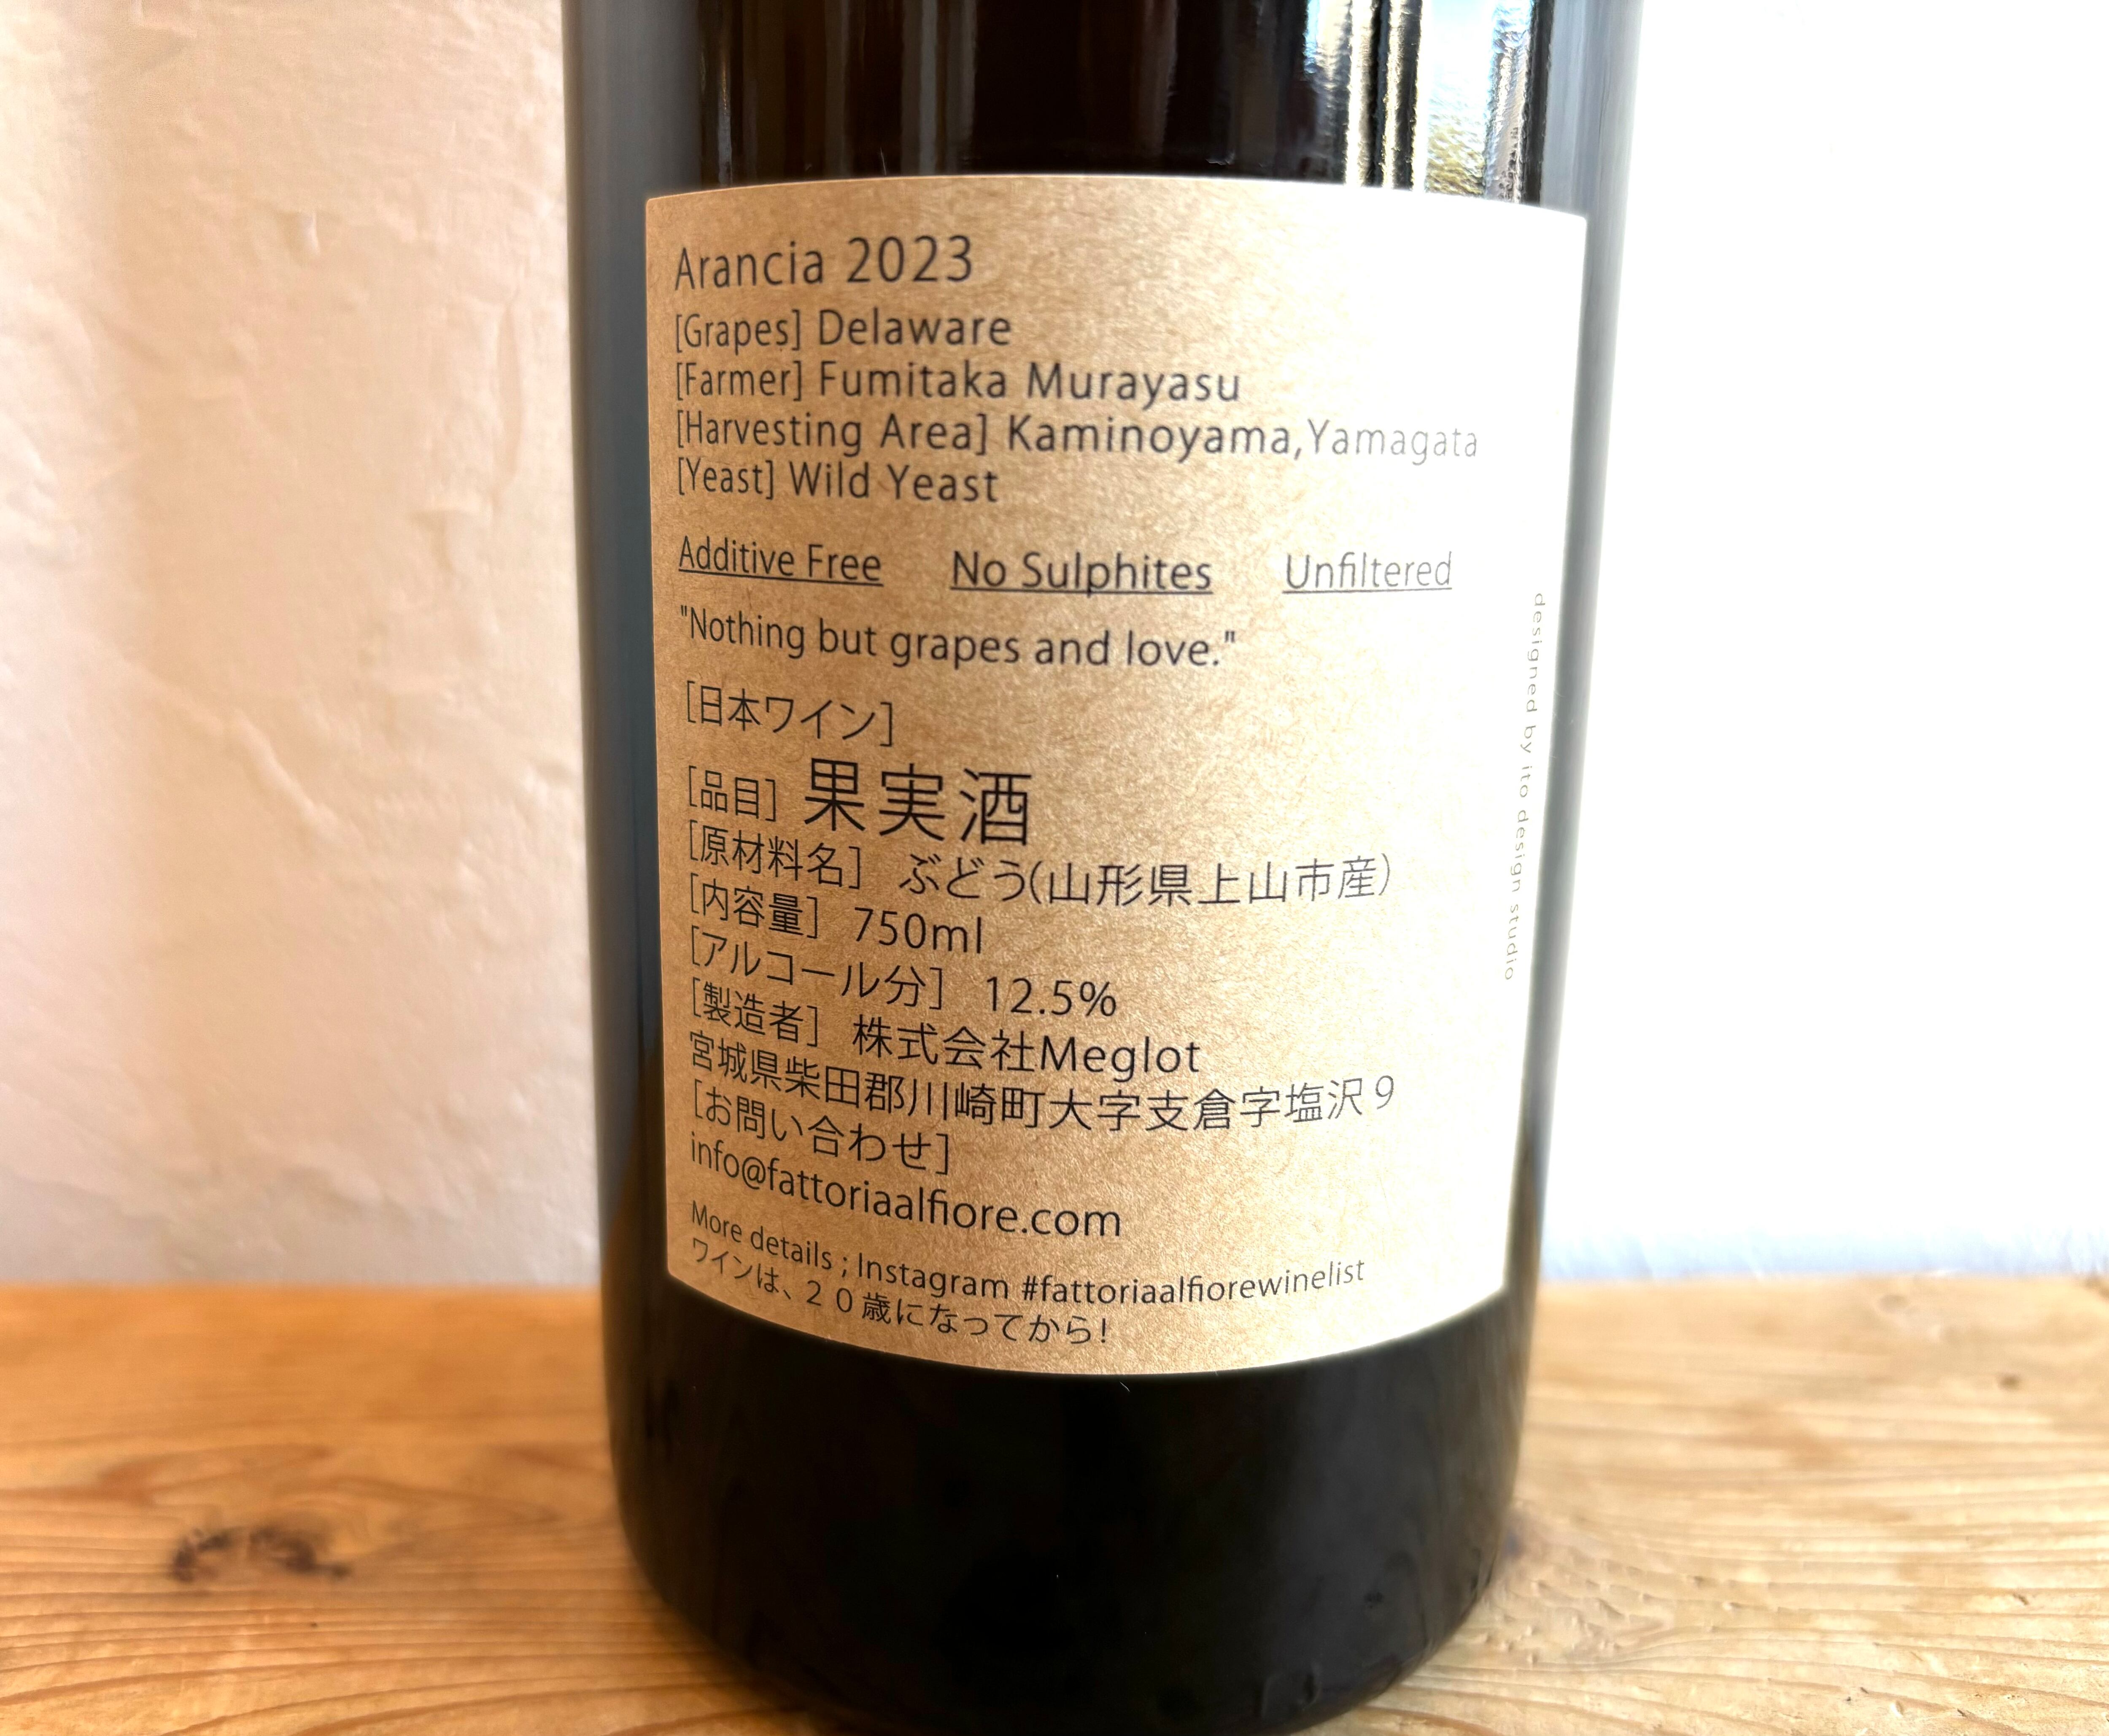 Arancia 2023
[Grapes] Delaware
[Farmer] Fumitaka Murayasu
[Harvesting Area] Kaminoyama,Yamagata
[Yeast] Wild Yeast
Additive Free No Sulphites Unfiltered
"Nothing but grapes and love."
[日本ワイン]
[品目] 果実酒
[原材料名] ぶどう(山形県上山市産)
[内容量] 750ml
[アルコール分] 12.5%
[製造者] 株式会社Meglot
宮城県柴田郡川崎町大字支倉字塩沢９
[お問い合わせ]
info@fattoriaalfiore.com
More details ; Instagram #fattoriaalfiorewinelist
ワインは、２０歳になってから!
designed by ito design studio